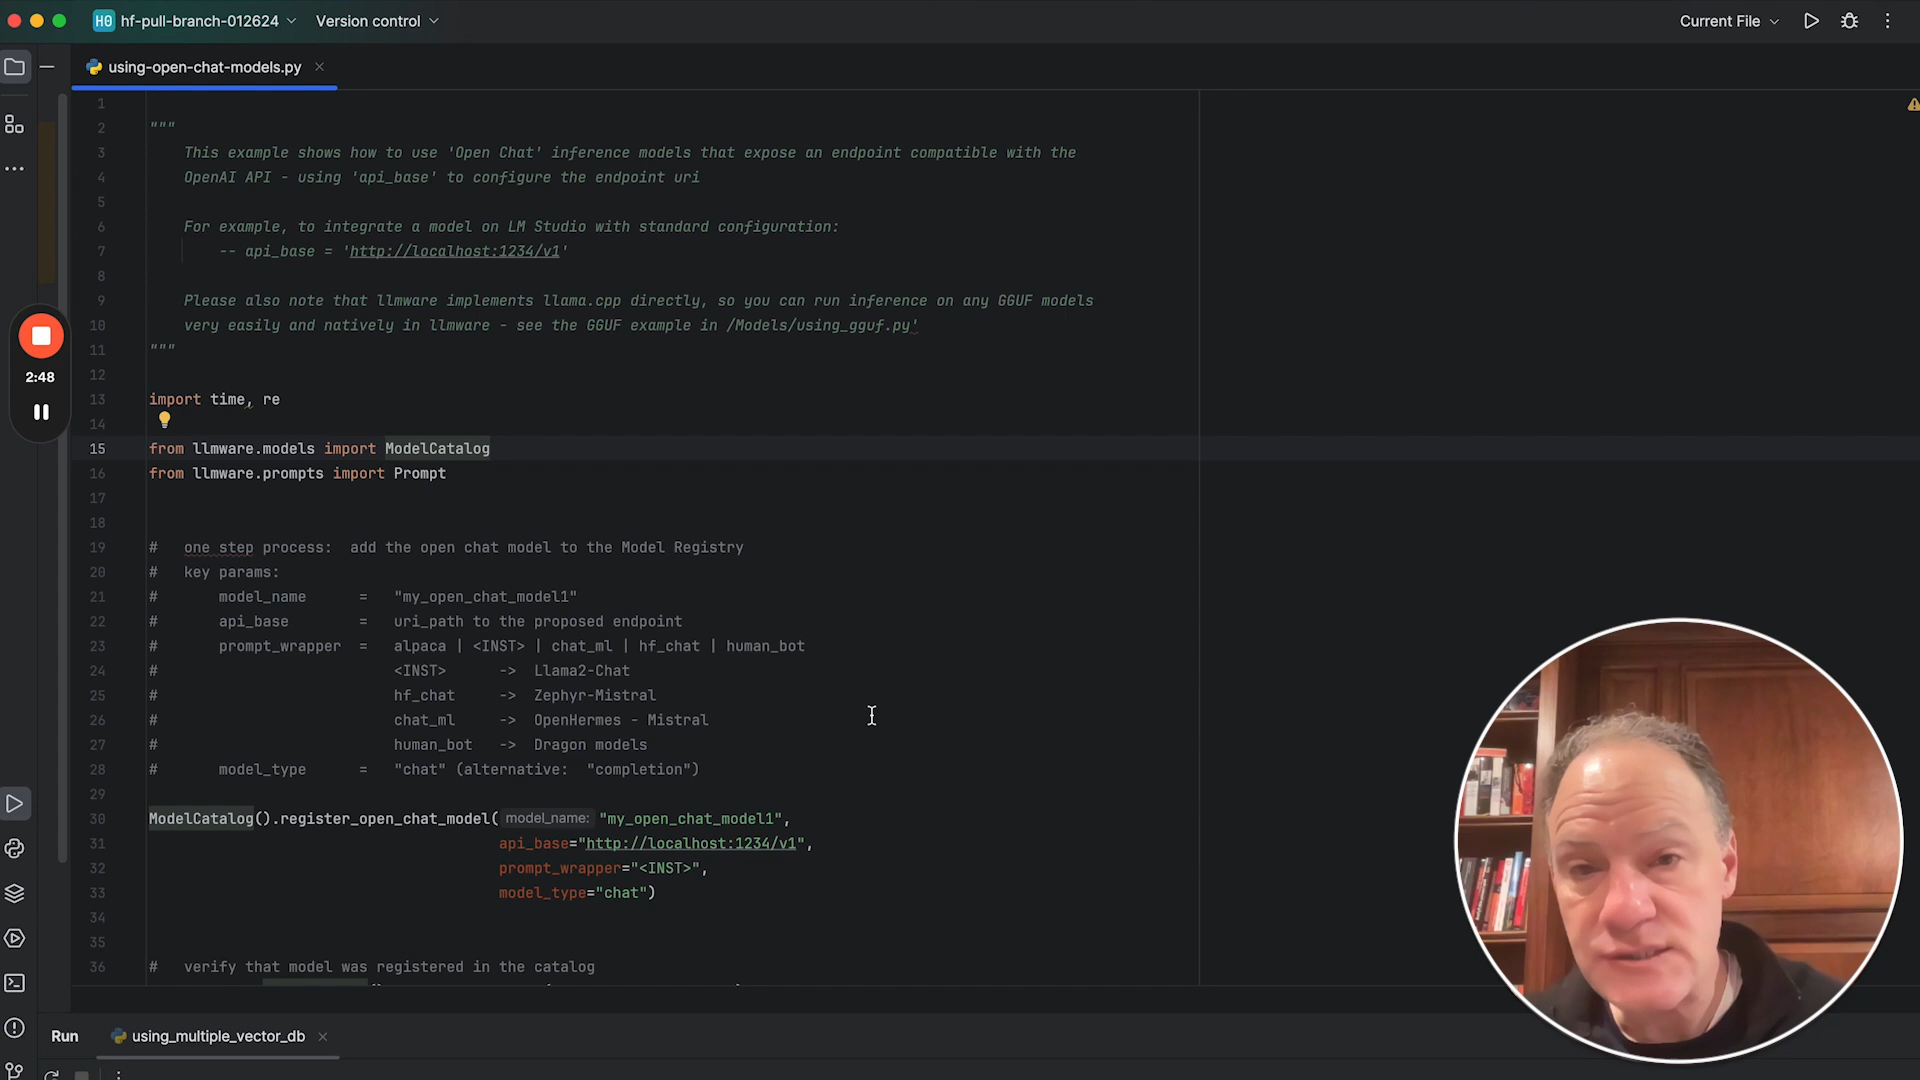 H0 hf-pull-branch-012624 Version control Current File
using-open-chat-models.py
1
2 """
3 This example shows how to use 'Open Chat' inference models that expose an endpoint compatible with the
4 OpenAI API - using 'api_base' to configure the endpoint uri
5
6 For example, to integrate a model on LM Studio with standard configuration:
7 -- api_base = 'http://localhost:1234/v1'
8
9 Please also note that llmware implements llama.cpp directly, so you can run inference on any GGUF models
10 very easily and natively in llmware - see the GGUF example in /Models/using_gguf.py'
11 """
12
13 import time, re
14
15 from llmware.models import ModelCatalog
16 from llmware.prompts import Prompt
17
18
19 # one step process: add the open chat model to the Model Registry
20 # key params:
21 # model_name = "my_open_chat_model1"
22 # api_base = uri_path to the proposed endpoint
23 # prompt_wrapper = alpaca | <INST> | chat_ml | hf_chat | human_bot
24 # <INST> -> Llama2-Chat
25 # hf_chat -> Zephyr-Mistral
26 # chat_ml -> OpenHermes - Mistral
27 # human_bot -> Dragon models
28 # model_type = "chat" (alternative: "completion")
29
30 ModelCatalog().register_open_chat_model( model_name: "my_open_chat_model1",
31 api_base="http://localhost:1234/v1",
32 prompt_wrapper="<INST>",
33 model_type="chat")
34
35
36 # verify that model was registered in the catalog
2:48
Run using_multiple_vector_db